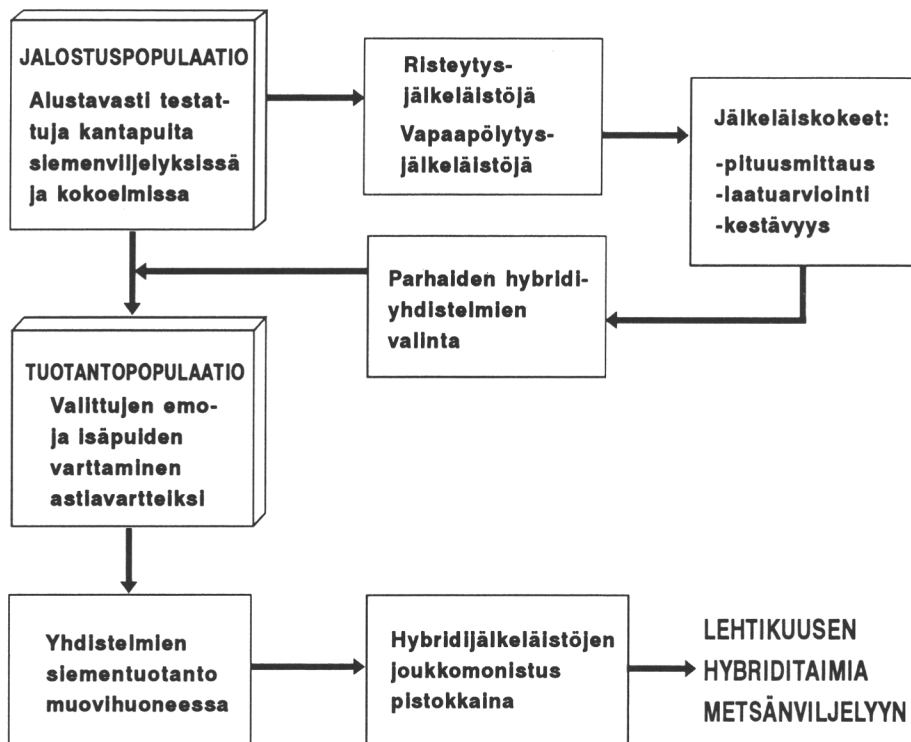 JALOSTUSPOPULAATIO
Alustavasti testat-
tuja kantapuita
siemenviljelyksissä
ja kokoelmissa
Risteytys-
jälkeläistöjä
Vapaapölytys-
jälkeläistöjä
Jälkeläiskokeet:
-pituusmittaus
-laatuarviointi
-kestävyys
Parhaiden hybridi-
yhdistelmien
valinta
TUOTANTOPOPULAATIO
Valittujen emo-
ja isäpuiden
varttaminen
astiavartteiksi
Yhdistelmien
siementuotanto
muovihuoneessa
Hybridijälkeläistöjen
joukkomonistus
pistokkaina
LEHTIKUUSEN
HYBRIDITAIMIA
METSÄNVILJELYYN